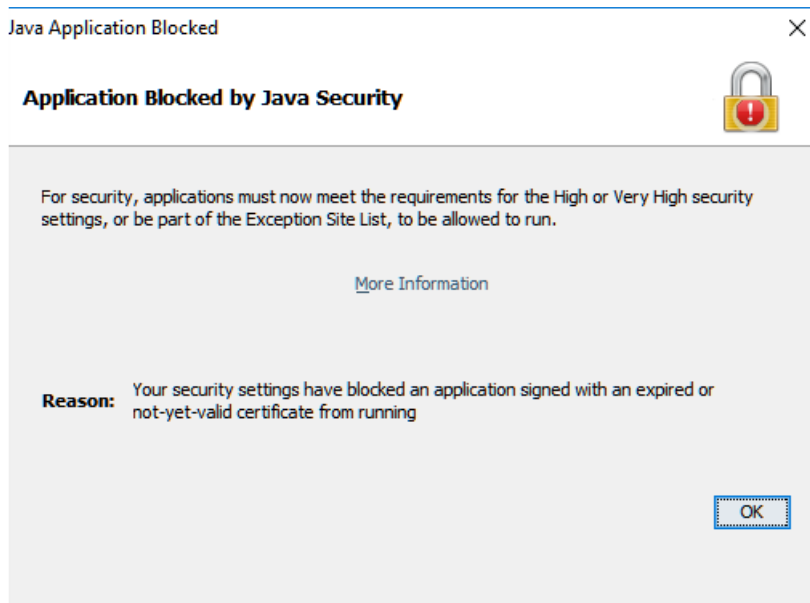 Java Application Blocked
Application Blocked by Java Security
For security, applications must now meet the requirements for the High or Very High security
settings, or be part of the Exception Site List, to be allowed to run.
More Information
Reason: Your security settings have blocked an application signed with an expired or
not-yet-valid certificate from running
OK